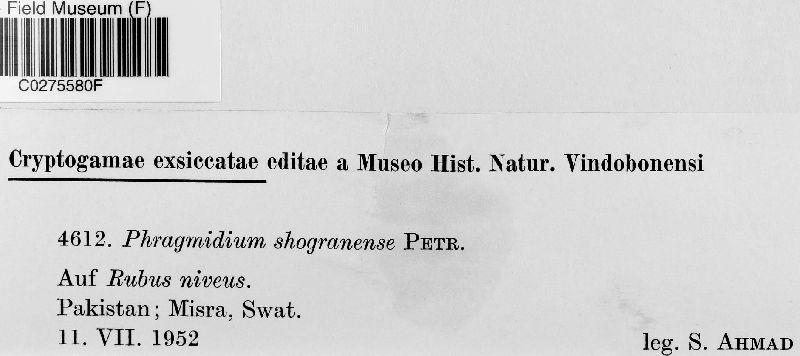 Field Museum (F)
C0275580F
Cryptogamae exsiccatae editae a Museo Hist. Natur. Vindobonensi
4612. Phragmidium shogranense PETR.
Auf Rubus niveus.
Pakistan; Misra, Swat.
11. VII. 1952
leg. S. AHMAD